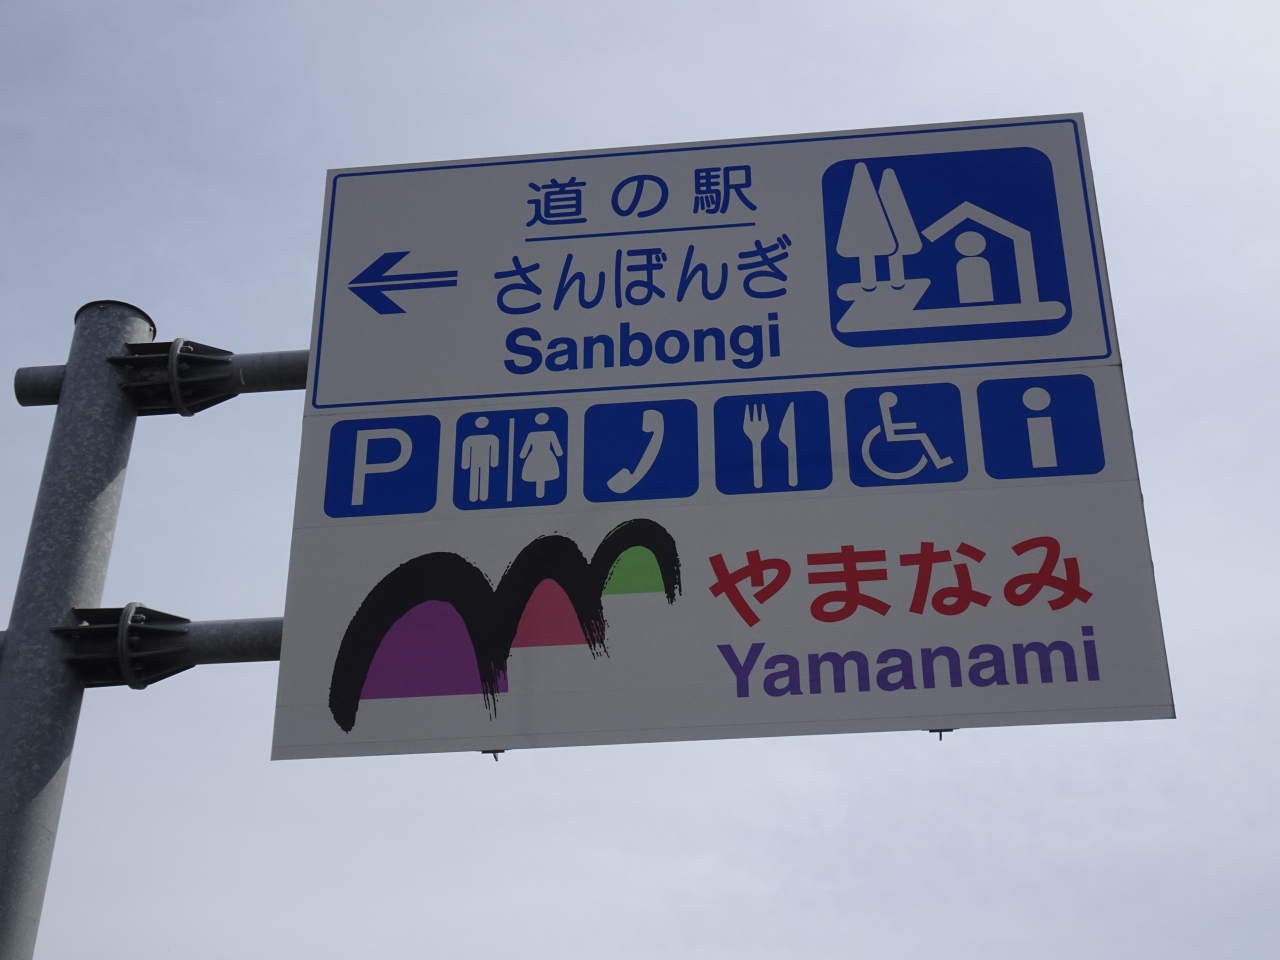 道の駅
さんぼんぎ
Sanbongi
P
やまなみ
Yamanami